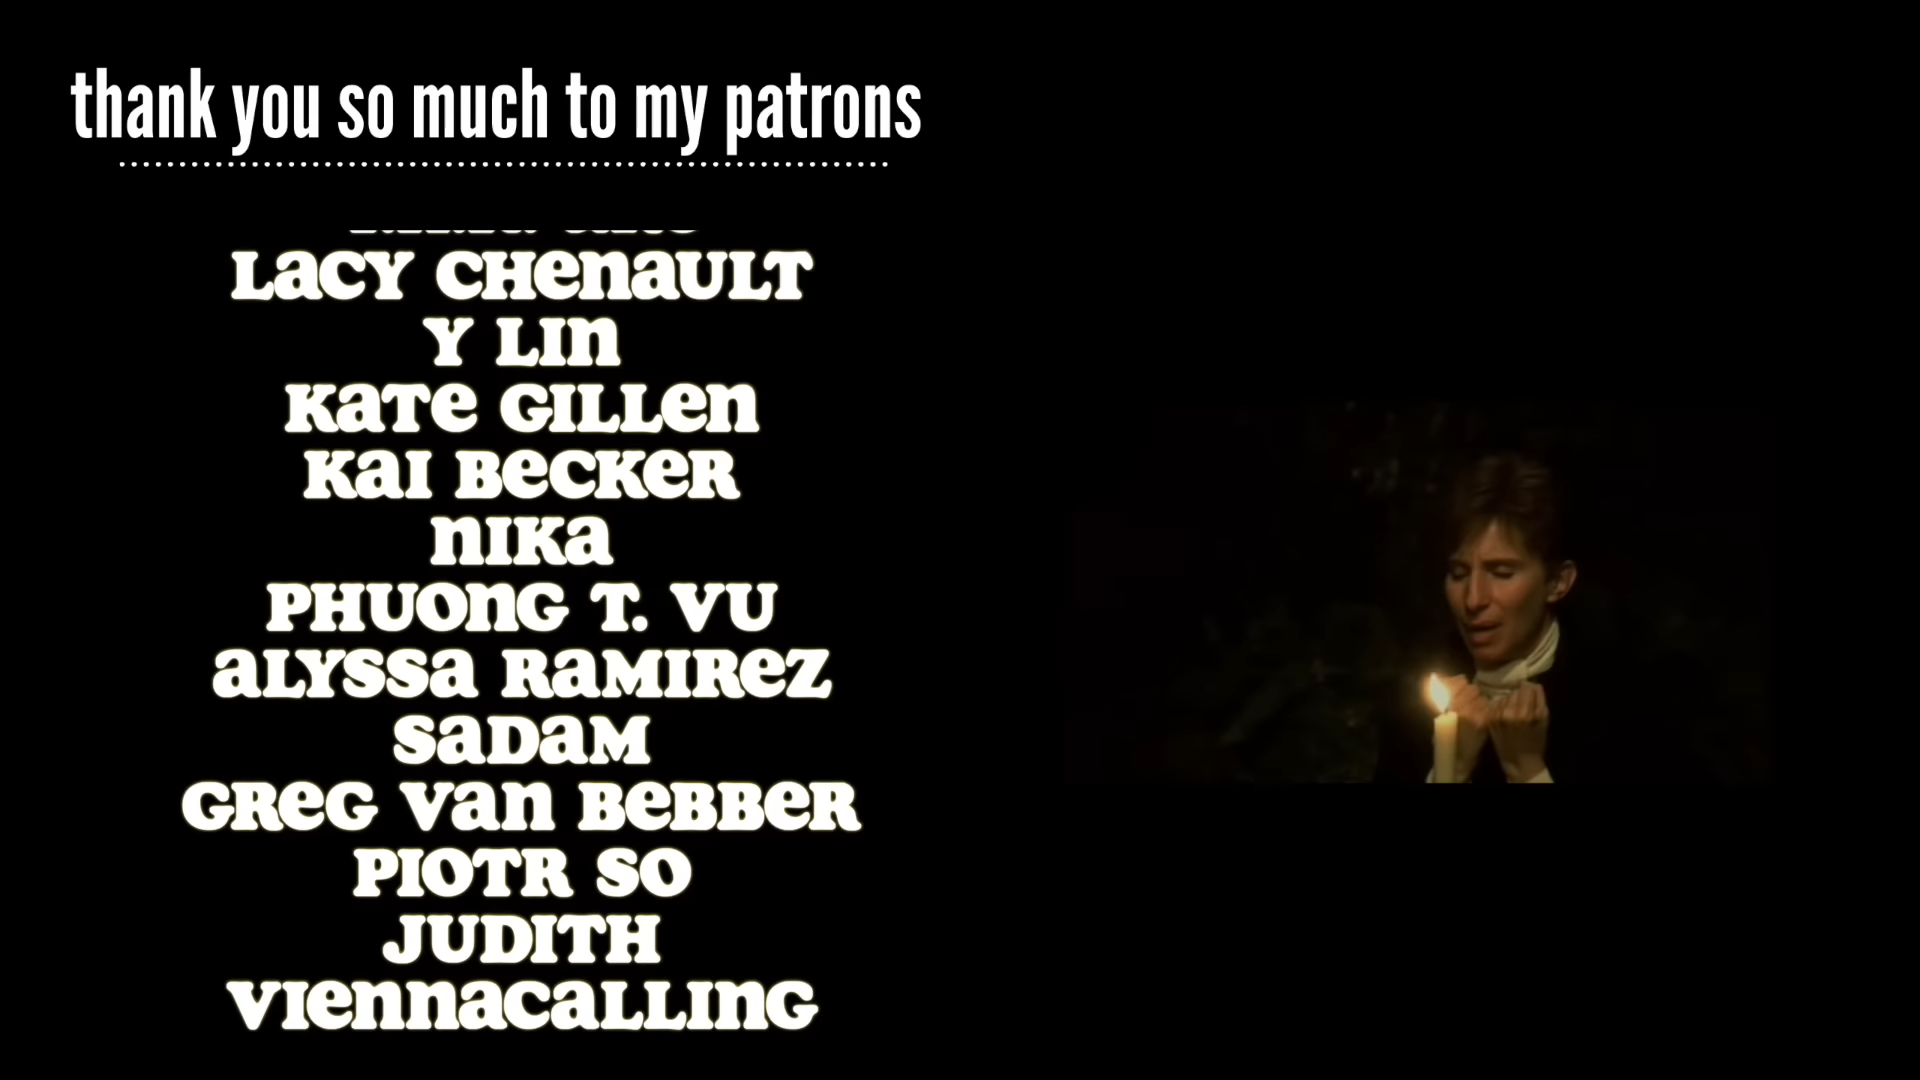 thank you so much to my patrons
Lacy Chenault
Y Lin
Kate Gillen
Kai Becker
Nika
Phuong T. Vu
Alyssa Ramirez
Sadam
Greg Van Bebber
Piotr So
Judith
Viennacalling